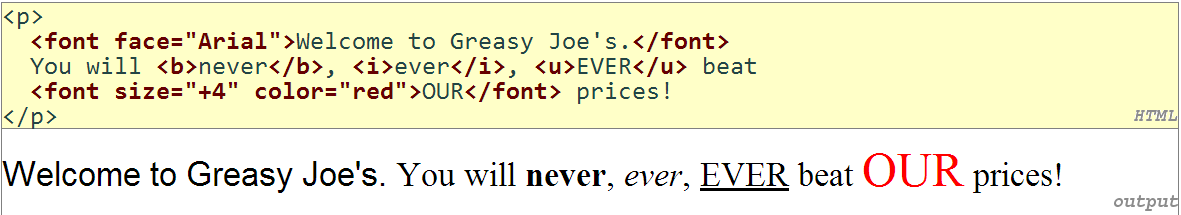 <p>
  <font face="Arial">Welcome to Greasy Joe's.</font>
  You will <b>never</b>, <i>ever</i>, <u>EVER</u> beat
  <font size="+4" color="red">OUR</font> prices!
</p>
HTML
Welcome to Greasy Joe's. You will never, ever, EVER beat OUR prices!
output